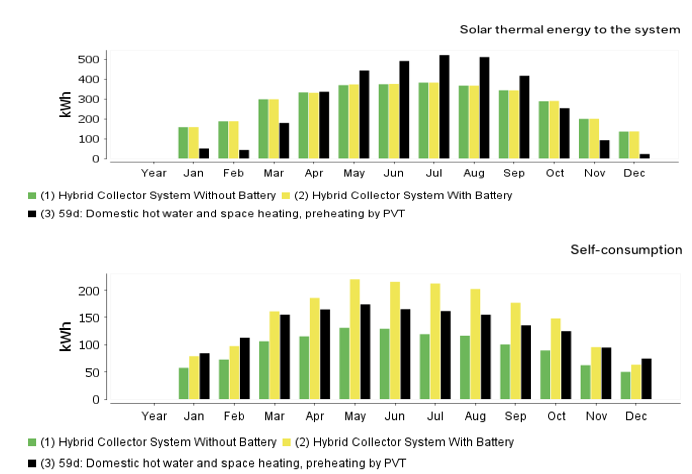 Solar thermal energy to the system
kWh
500
400
300
200
100
0
Year Jan Feb Mar Apr May Jun Jul Aug Sep Oct Nov Dec
(1) Hybrid Collector System Without Battery (2) Hybrid Collector System With Battery
(3) 59d: Domestic hot water and space heating, preheating by PVT
Self-consumption
kWh
200
150
100
50
0
Year Jan Feb Mar Apr May Jun Jul Aug Sep Oct Nov Dec
(1) Hybrid Collector System Without Battery (2) Hybrid Collector System With Battery
(3) 59d: Domestic hot water and space heating, preheating by PVT